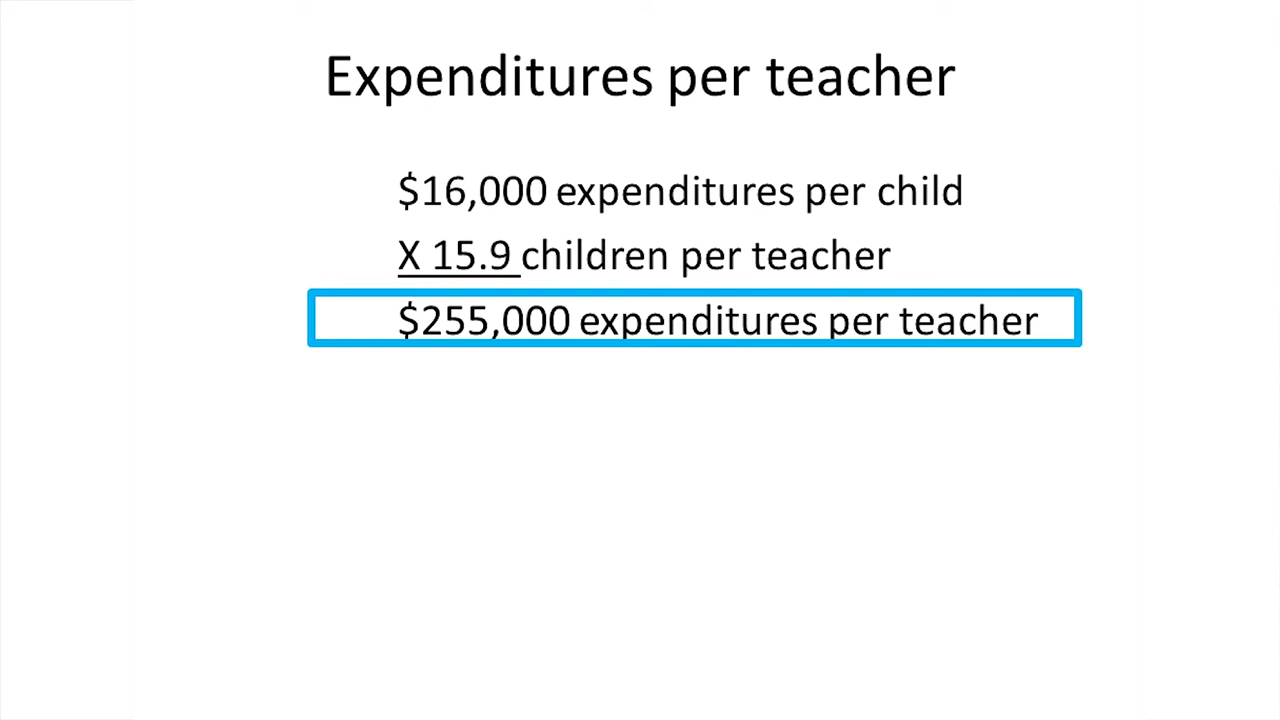 Expenditures per teacher
$16,000 expenditures per child
X 15.9 children per teacher
$255,000 expenditures per teacher